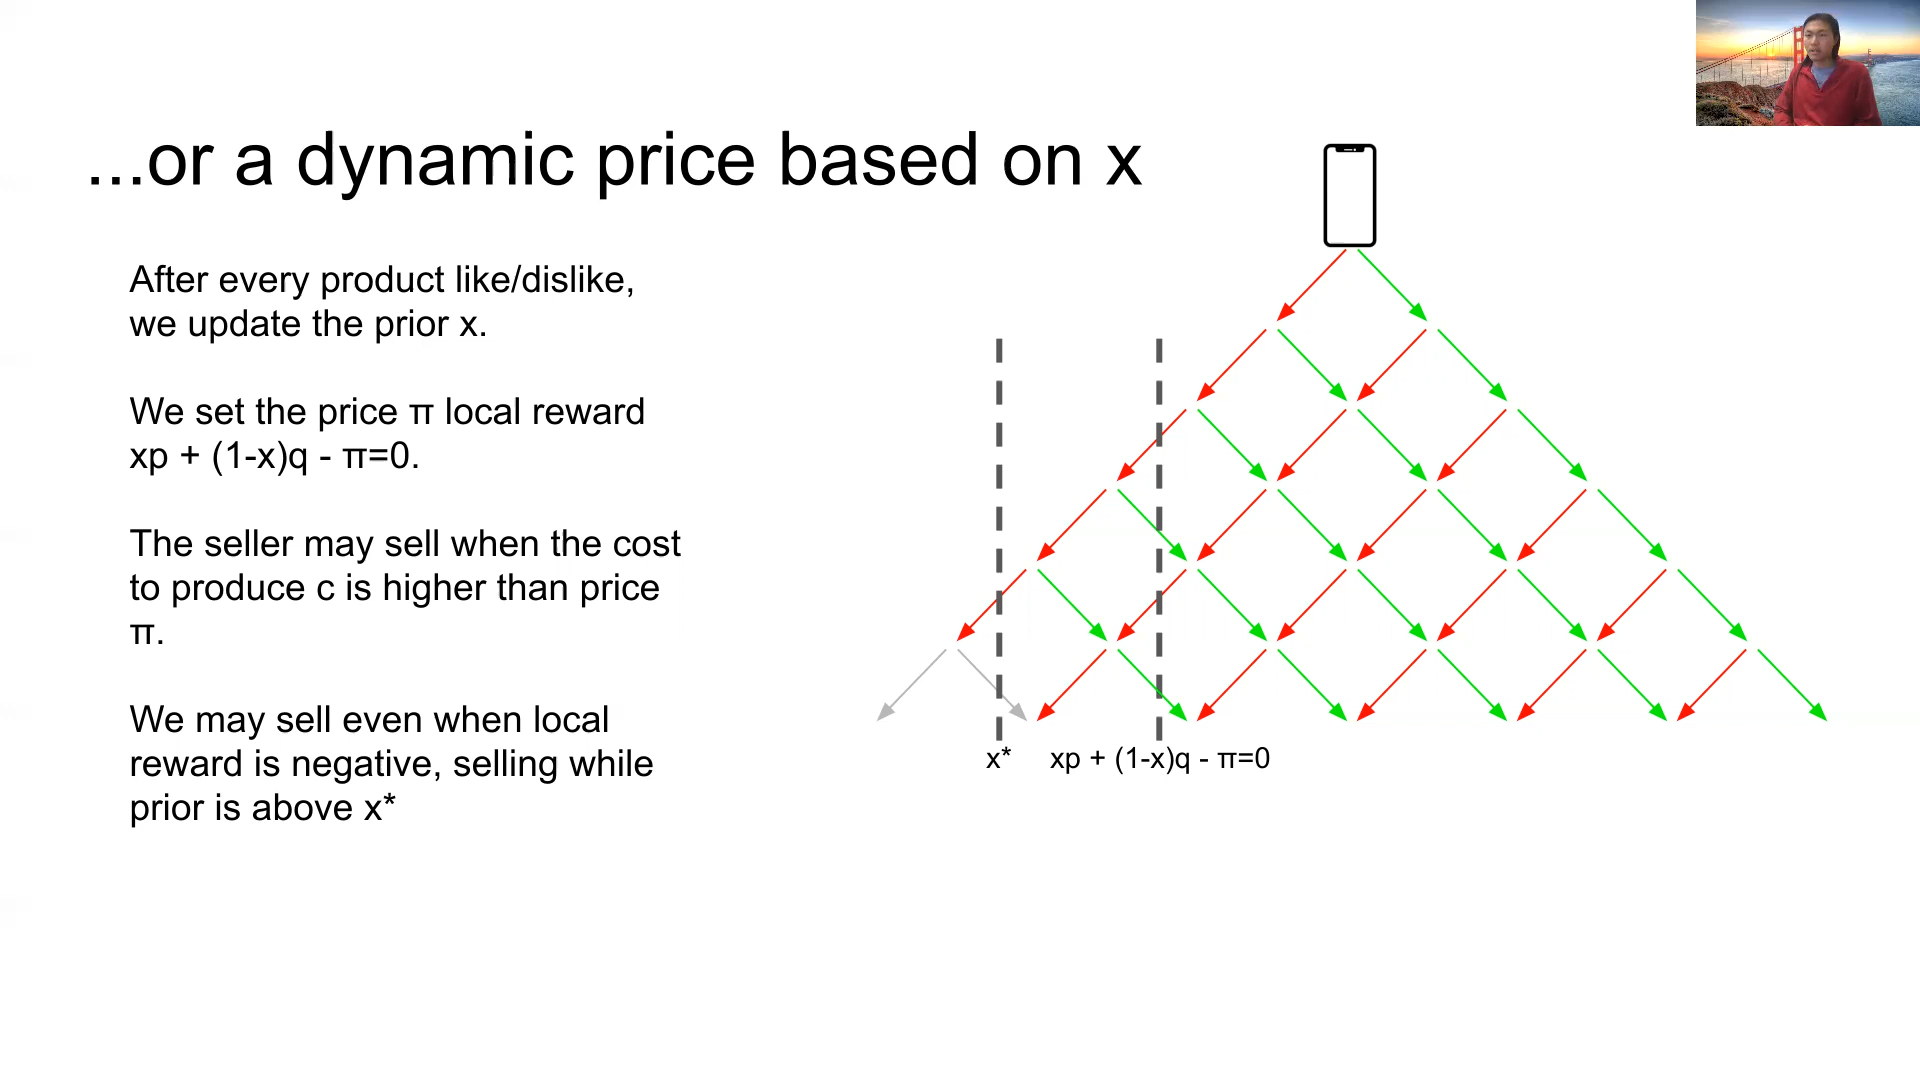 ...or a dynamic price based on x
After every product like/dislike,
we update the prior x.
We set the price π local reward
xp + (1-x)q - π=0.
The seller may sell when the cost
to produce c is higher than price
π.
We may sell even when local
reward is negative, selling while
prior is above x*
x*
xp + (1-x)q - π=0